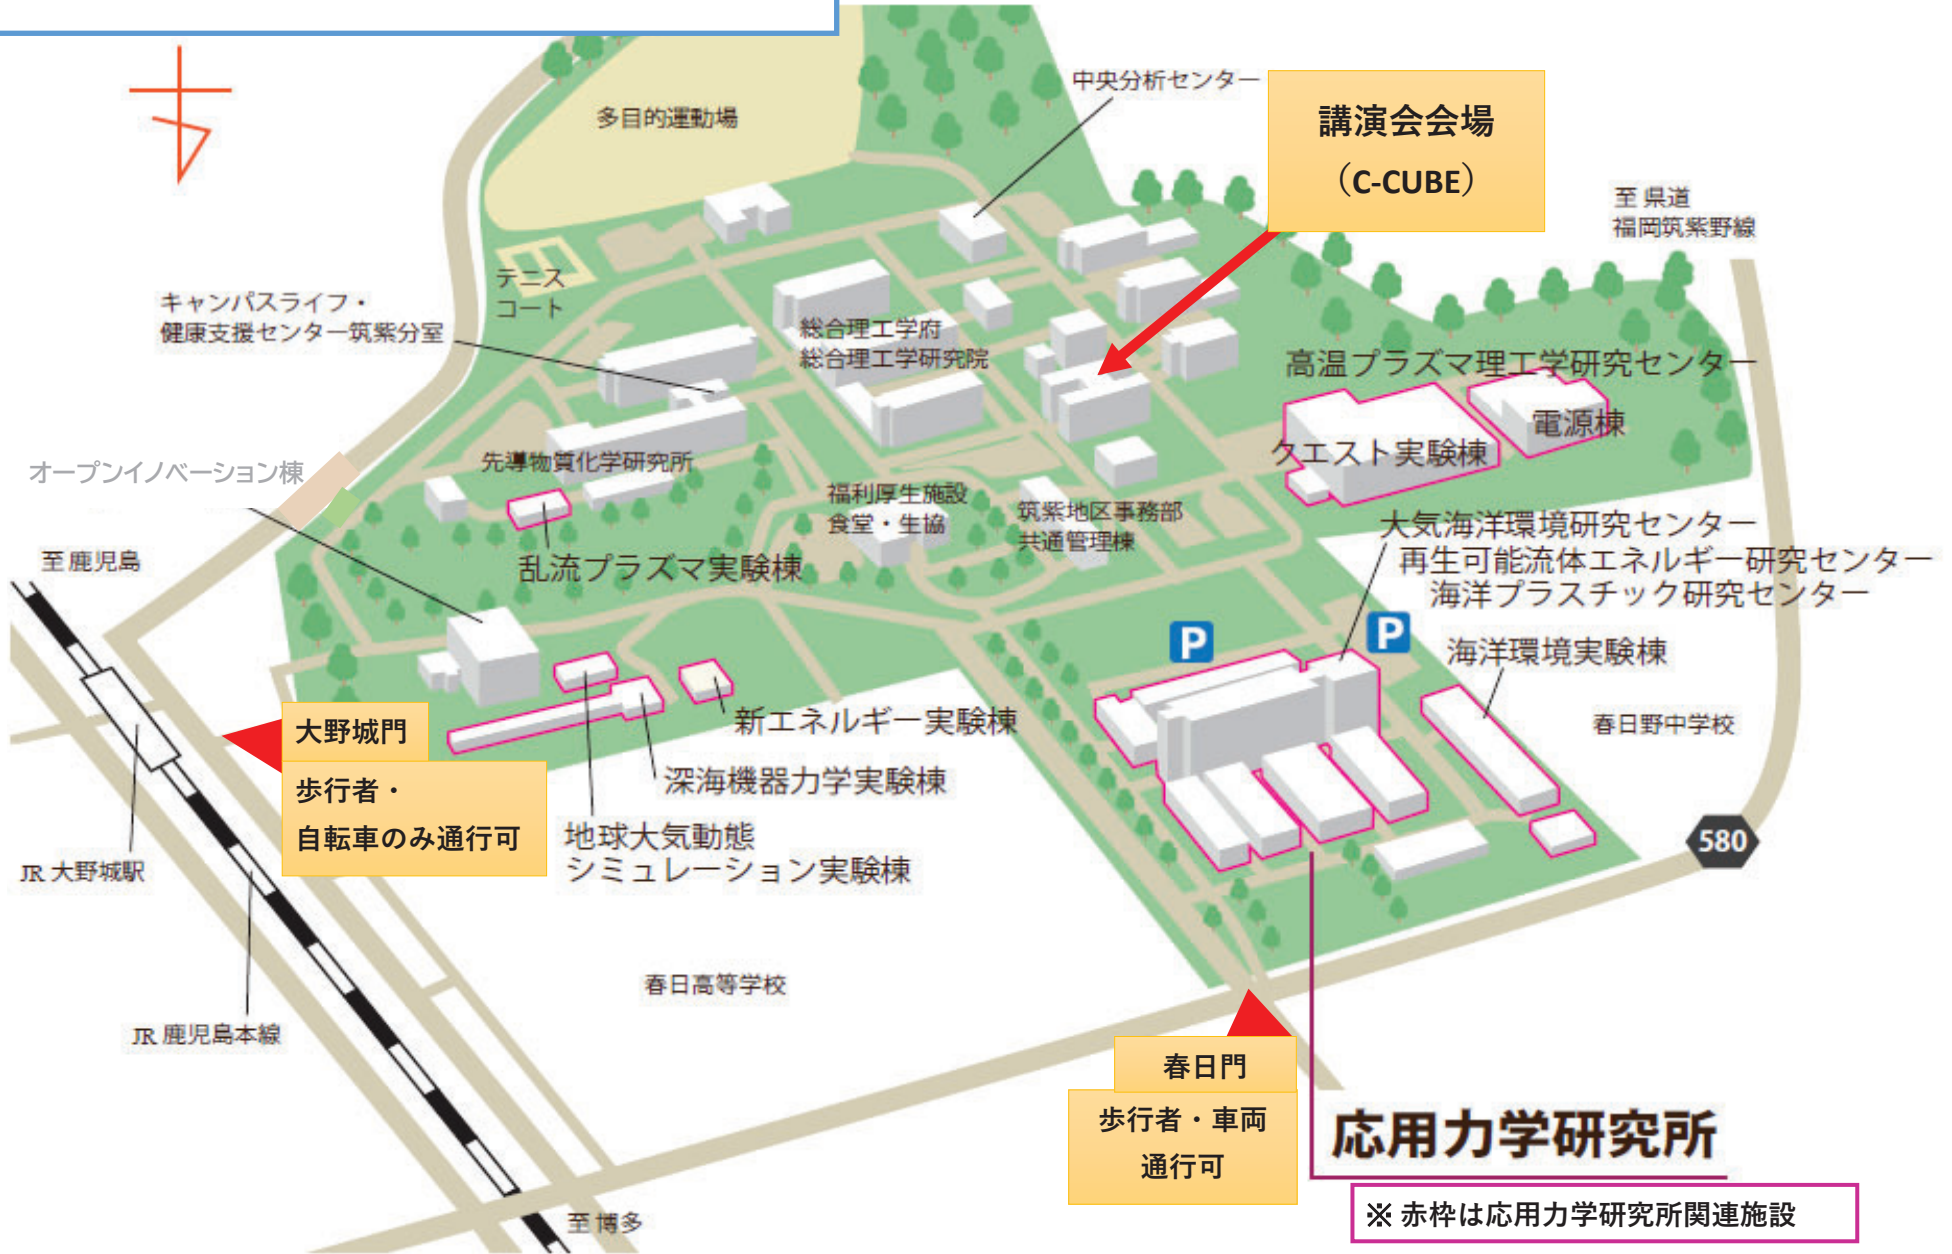 多目的運動場
中央分析センター
講演会会場
（C-CUBE）
至 県道
福岡筑紫野線
テニス
コート
キャンパスライフ・
健康支援センター筑紫分室
総合理工学府
総合理工学研究院
高温プラズマ理工学研究センター
電源棟
クエスト実験棟
オープンイノベーション棟
先導物質化学研究所
福利厚生施設
食堂・生協
筑紫地区事務部
共通管理棟
大気海洋環境研究センター
再生可能流体エネルギー研究センター
海洋プラスチック研究センター
至 鹿児島
乱流プラズマ実験棟
P
P
海洋環境実験棟
春日野中学校
大野城門
歩行者・
自転車のみ通行可
新エネルギー実験棟
深海機器力学実験棟
地球大気動態
シミュレーション実験棟
JR 大野城駅
580
春日高等学校
JR 鹿児島本線
春日門
歩行者・車両
通行可
応用力学研究所
※ 赤枠は応用力学研究所関連施設
至 博多